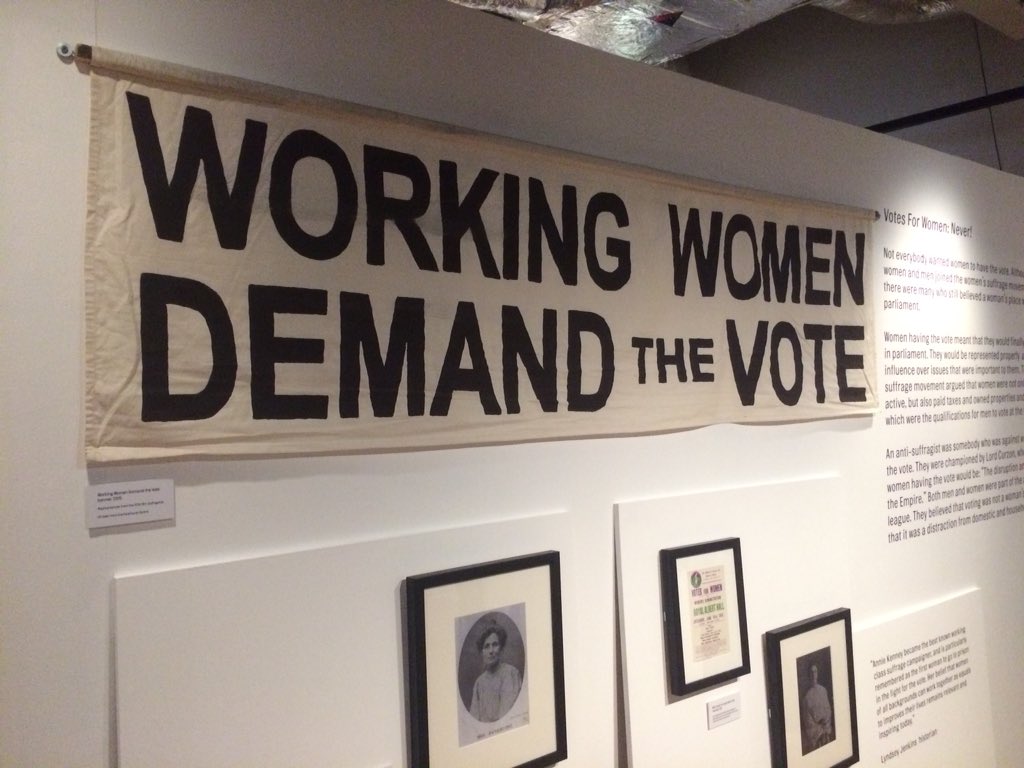 WORKING WOMEN
DEMAND THE VOTE
Votes For Women: Never!
Not everybody wanted women to have the vote.
women and men joined the women's suffrage
there were many who still believed a woman's place
parliament.
Women having the vote meant that they would finally
in parliament. They would be represented properly
influence over issues that were important to them.
suffrage movement argued that women were not
active, but also paid taxes and owned properties and
which were the qualifications for men to vote at the
An anti-suffragist was somebody who was against
the vote. They were championed by Lord Curzon,
women having the vote would be: "The disruption
the Empire." Both men and women were part of the
league. They believed that voting was not a woman
that it was a distraction from domestic and
Working Women Demand the Vote
VOTES FOR WOMEN
ROYAL ALBERT HALL
"Annie Kenney became the best known working
class suffrage campaigner, and is particularly
remembered as the first woman to go to prison
in the fight for the vote. Her belief that women
of all backgrounds can work together as equals
to improve their lives remains relevant and
inspiring today."
Lyndsey Jenkins historian